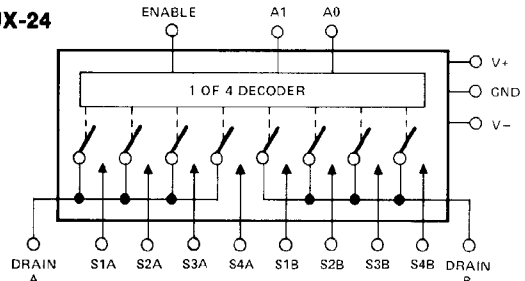 UX-24
ENABLE A1 A0
V+
1 OF 4 DECODER
GND
V−
DRAIN A S1A S2A S3A S4A S1B S2B S3B S4B DRAIN